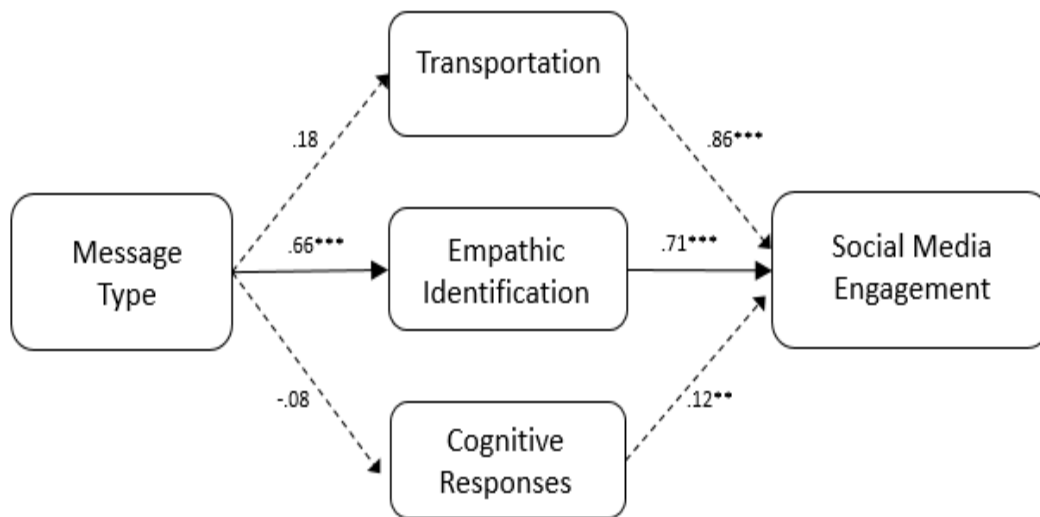 Transportation
.18
.86***
Message
Type
.66***
Empathic
Identification
.71***
Social Media
Engagement
-.08
.12**
Cognitive
Responses